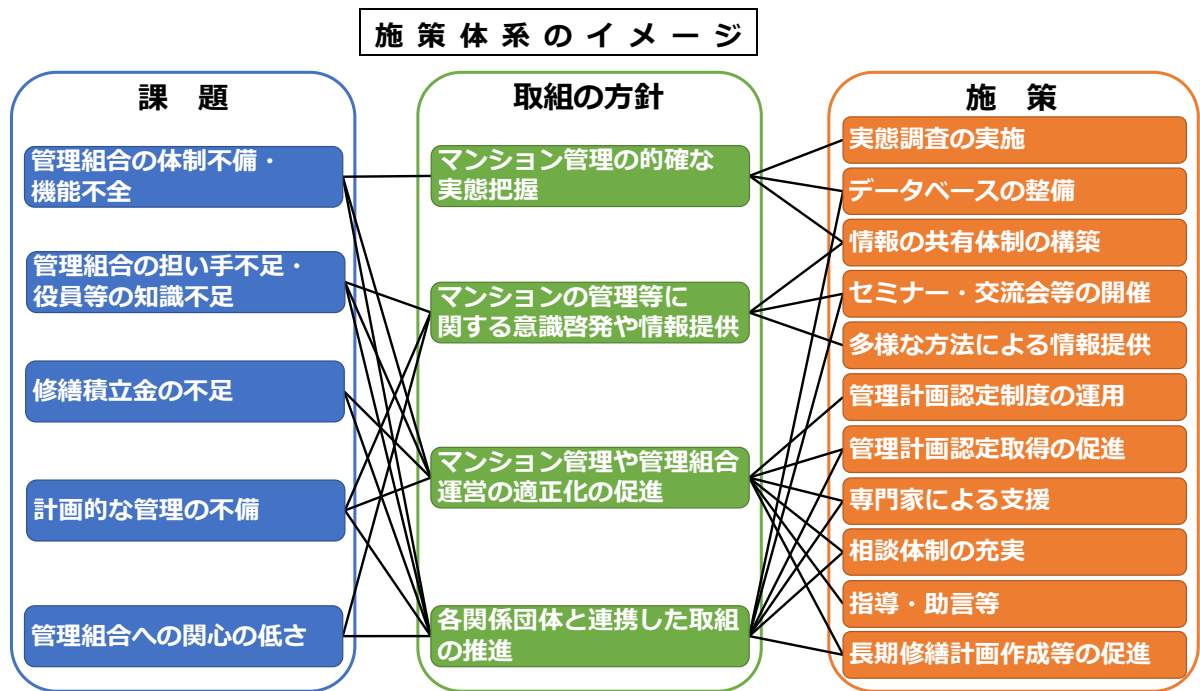 施策体系のイメージ
課題
管理組合の体制不備・
機能不全
管理組合の担い手不足・
役員等の知識不足
修繕積立金の不足
計画的な管理の不備
管理組合への関心の低さ
取組の方針
マンション管理の的確な
実態把握
マンションの管理等に
関する意識啓発や情報提供
マンション管理や管理組合
運営の適正化の促進
各関係団体と連携した取組
の推進
施策
実態調査の実施
データベースの整備
情報の共有体制の構築
セミナー・交流会等の開催
多様な方法による情報提供
管理計画認定制度の運用
管理計画認定取得の促進
専門家による支援
相談体制の充実
指導・助言等
長期修繕計画作成等の促進